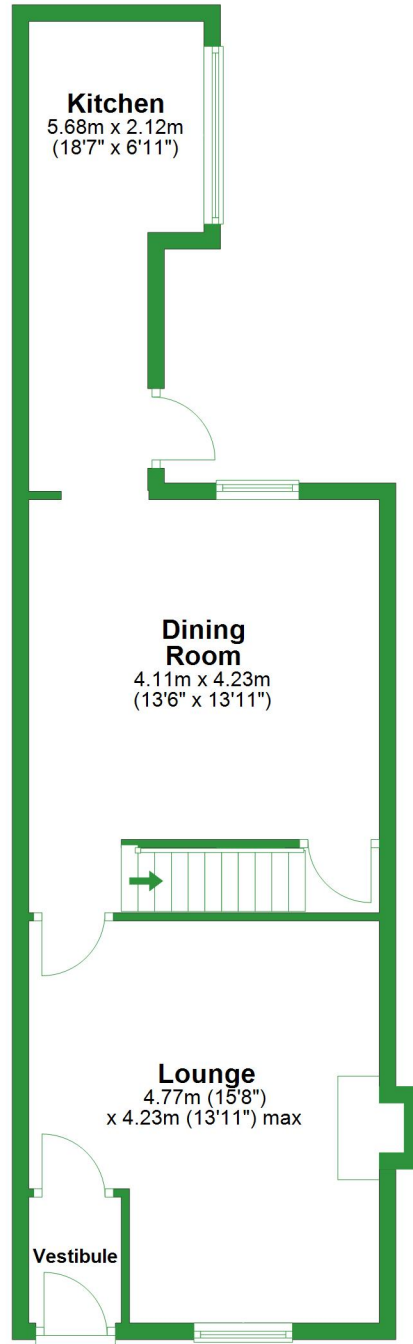 Kitchen
5.68m x 2.12m
(18'7" x 6'11")
Dining
Room
4.11m x 4.23m
(13'6" x 13'11")
Lounge
4.77m (15'8")
x 4.23m (13'11") max
Vestibule